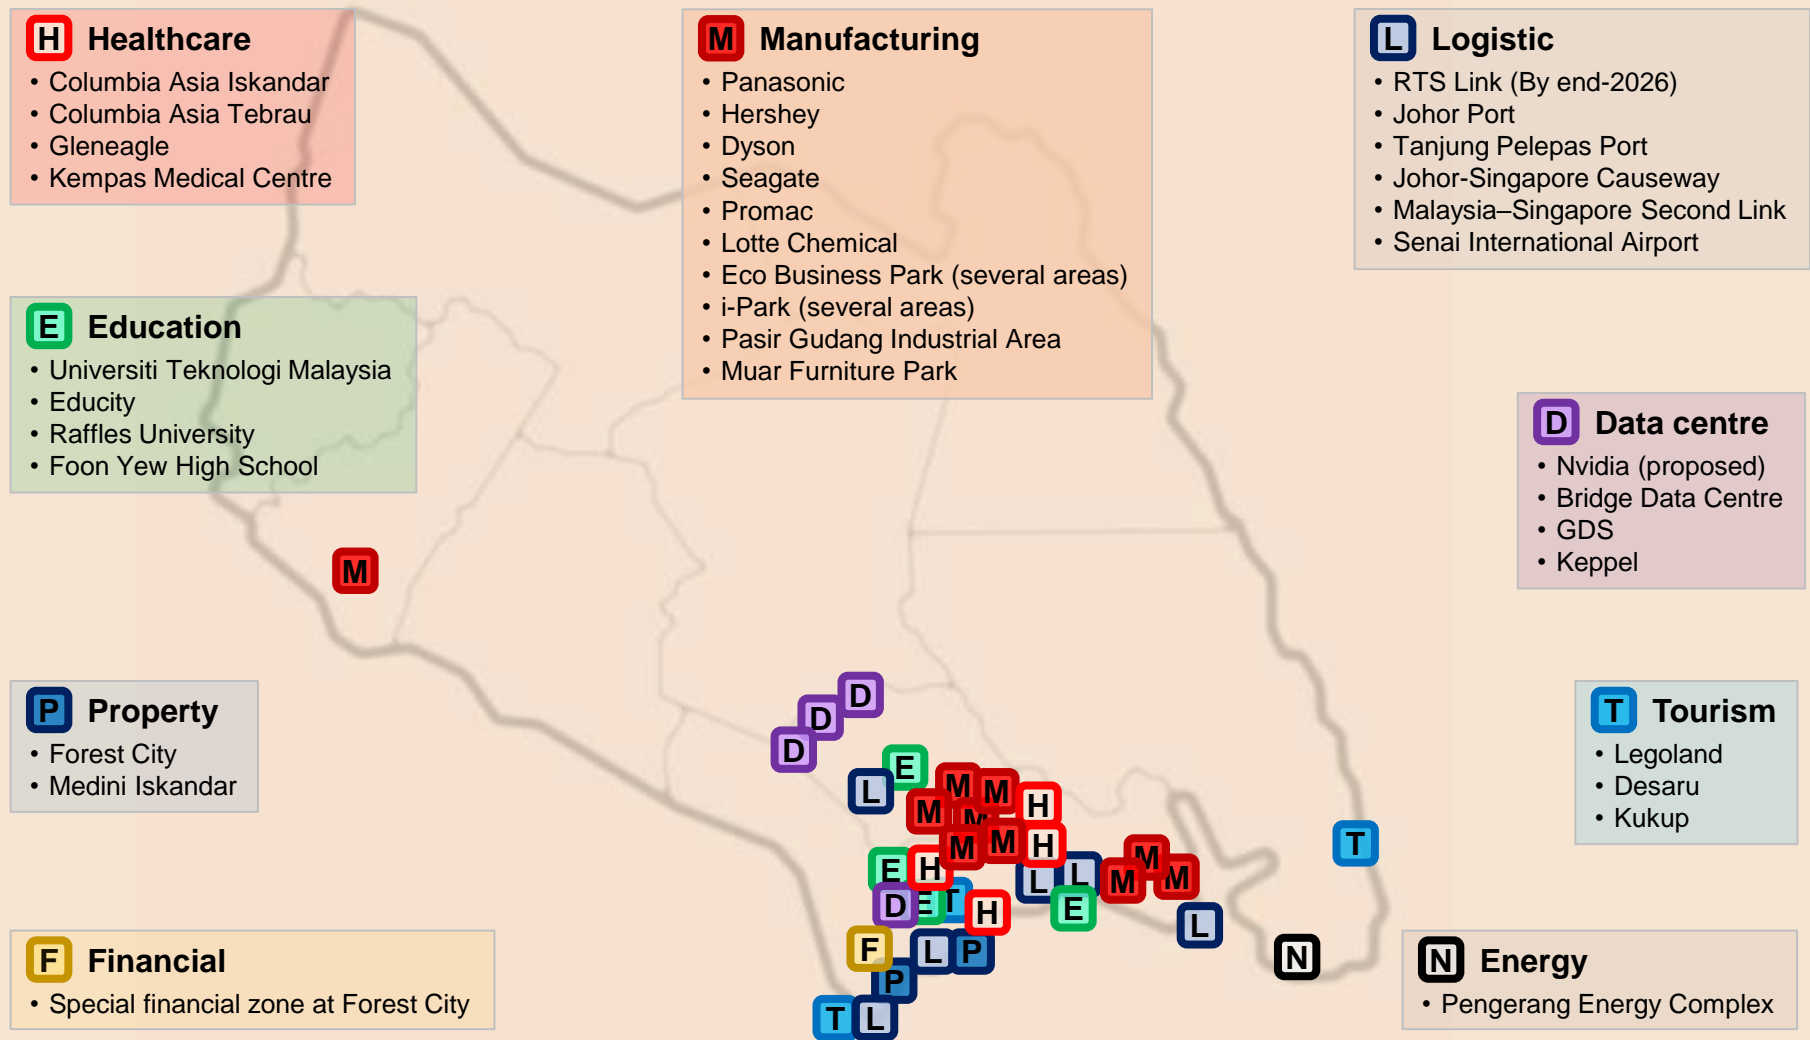 H Healthcare
• Columbia Asia Iskandar
• Columbia Asia Tebrau
• Gleneagle
• Kempas Medical Centre
M Manufacturing
• Panasonic
• Hershey
• Dyson
• Seagate
• Promac
• Lotte Chemical
• Eco Business Park (several areas)
• i-Park (several areas)
• Pasir Gudang Industrial Area
• Muar Furniture Park
L Logistic
• RTS Link (By end-2026)
• Johor Port
• Tanjung Pelepas Port
• Johor-Singapore Causeway
• Malaysia–Singapore Second Link
• Senai International Airport
E Education
• Universiti Teknologi Malaysia
• Educity
• Raffles University
• Foon Yew High School
D Data centre
• Nvidia (proposed)
• Bridge Data Centre
• GDS
• Keppel
P Property
• Forest City
• Medini Iskandar
T Tourism
• Legoland
• Desaru
• Kukup
F Financial
• Special financial zone at Forest City
N Energy
• Pengerang Energy Complex
M
D
D
D
E
L
M
M
H
M
M
M
M
H
E
H
L
L
M
M
M
T
D
E
T
H
E
L
F
L
P
N
P
T
L